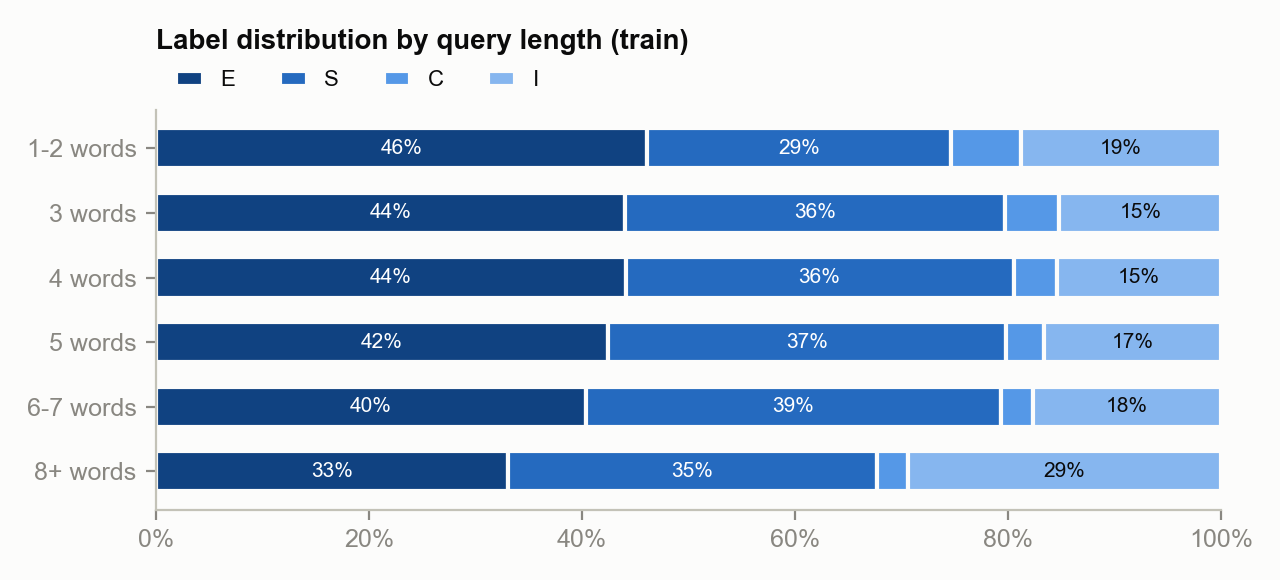 Label distribution by query length (train)
E S C I
1-2 words 46% 29% 19%
3 words 44% 36% 15%
4 words 44% 36% 15%
5 words 42% 37% 17%
6-7 words 40% 39% 18%
8+ words 33% 35% 29%
0% 20% 40% 60% 80% 100%